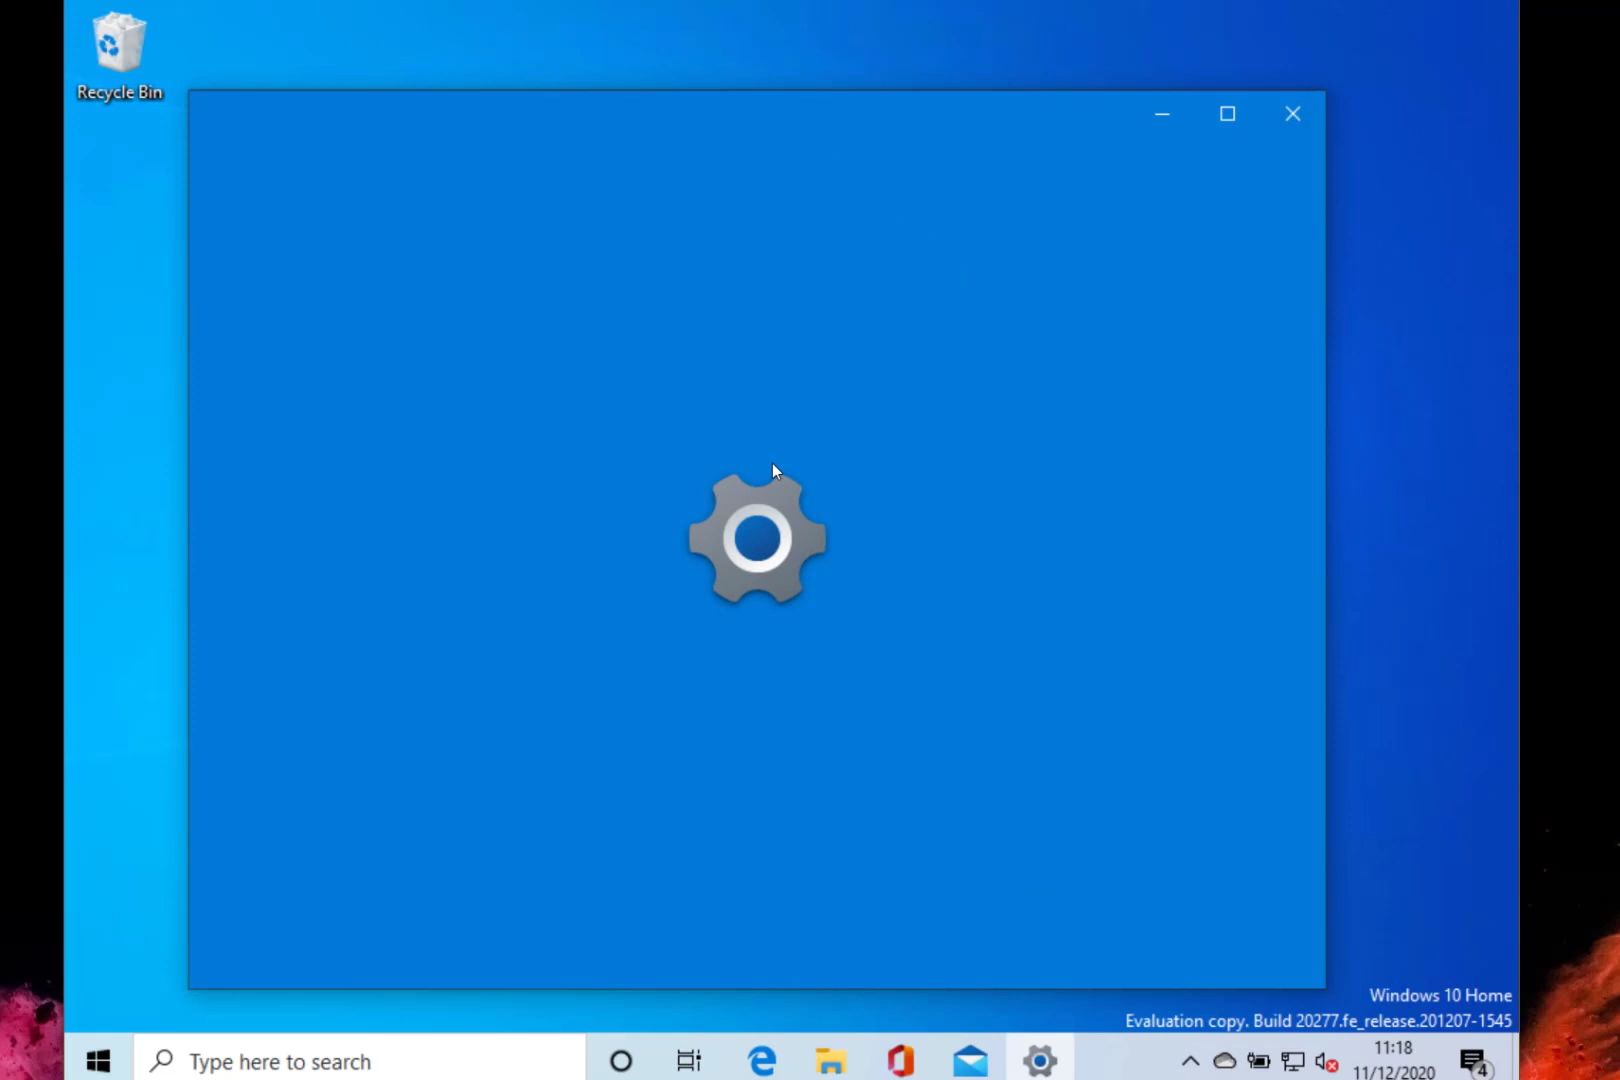 Recycle Bin
Windows 10 Home
Evaluation copy. Build 20277.fe_release.201207-1545
Type here to search
11:18
11/12/2020
4